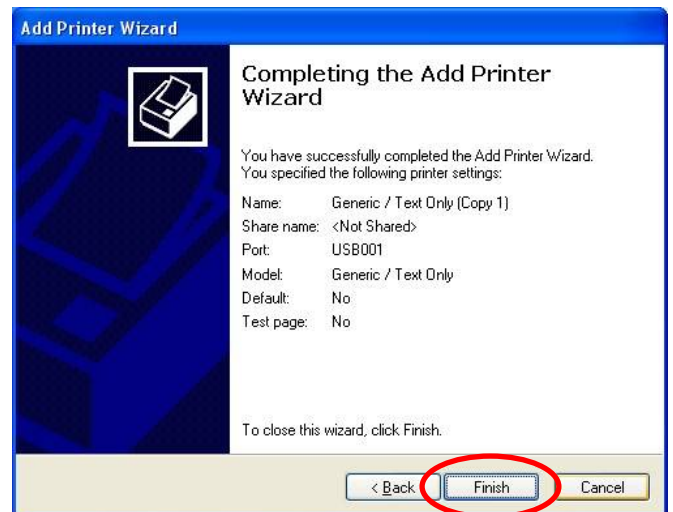 Add Printer Wizard
Completing the Add Printer
Wizard
You have successfully completed the Add Printer Wizard.
You specified the following printer settings:
Name: Generic / Text Only (Copy 1)
Share name: <Not Shared>
Port: USB001
Model: Generic / Text Only
Default: No
Test page: No
To close this wizard, click Finish.
< Back Finish Cancel